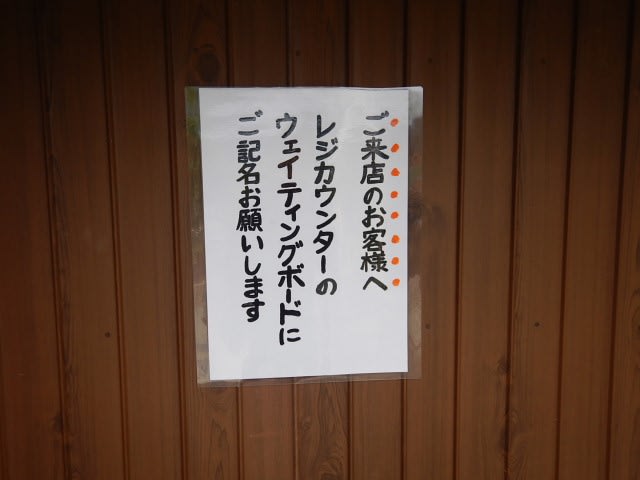 ご来店のお客様へ
レジカウンターの
ウェイティングボードに
ご記名お願いします